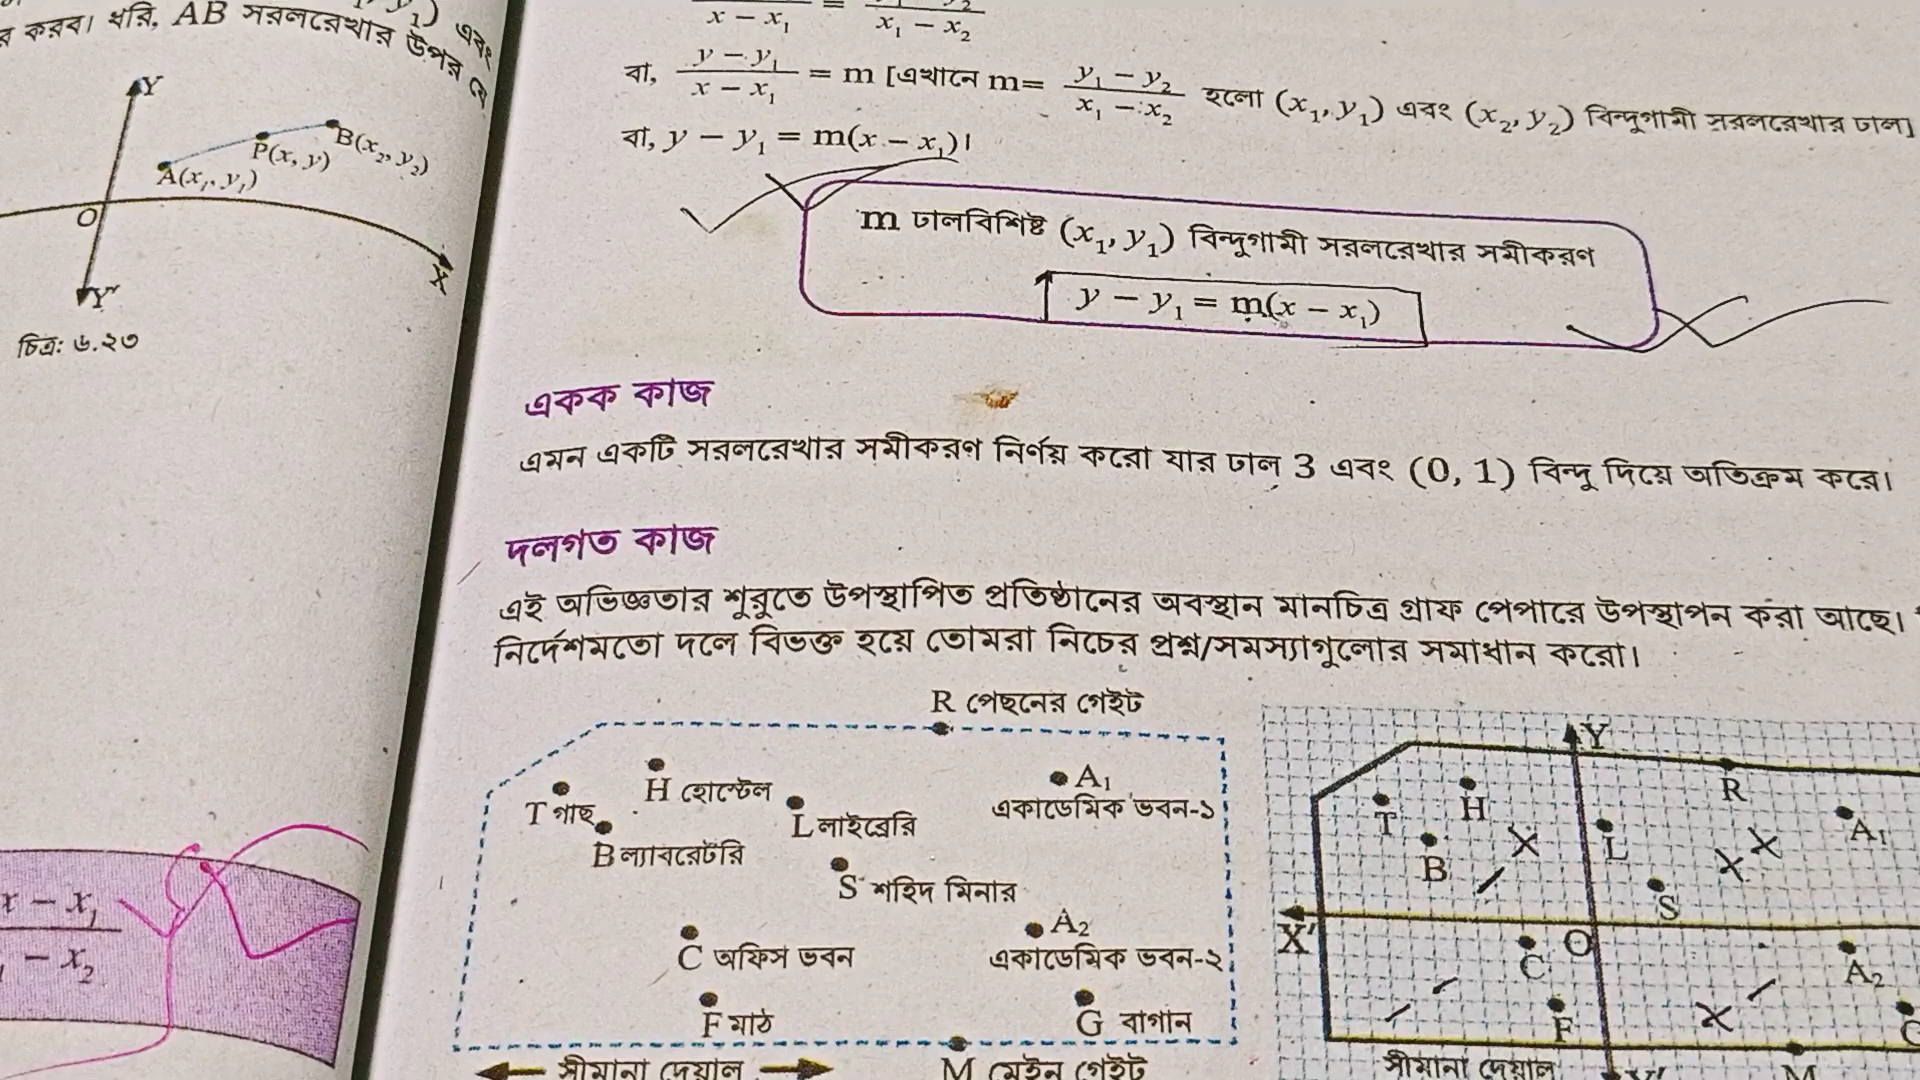 র করব। ধরি, AB সরলরেখার উপর যে
এবং
Y
B(x₂, y₂)
P(x, y)
A(x₁, y₁)
O
X
Y'
চিত্র: ৬.২৩
x – x₁
– x₂
x – x₁ = x₁ – x₂
বা, (y – y₁)/(x – x₁) = m [এখানে m= (y₁ – y₂)/(x₁ – x₂) হলো (x₁, y₁) এবং (x₂, y₂) বিন্দুগামী সরলরেখার ঢাল]
বা, y – y₁ = m(x – x₁)।
m ঢালবিশিষ্ট (x₁, y₁) বিন্দুগামী সরলরেখার সমীকরণ
y – y₁ = m(x – x₁)
একক কাজ
এমন একটি সরলরেখার সমীকরণ নির্ণয় করো যার ঢাল 3 এবং (0, 1) বিন্দু দিয়ে অতিক্রম করে।
দলগত কাজ
এই অভিজ্ঞতার শুরুতে উপস্থাপিত প্রতিষ্ঠানের অবস্থান মানচিত্র গ্রাফ পেপারে উপস্থাপন করা আছে।
নির্দেশমতো দলে বিভক্ত হয়ে তোমরা নিচের প্রশ্ন/সমস্যাগুলোর সমাধান করো।
R পেছনের গেইট
H হোস্টেল
A₁
একাডেমিক ভবন-১
T গাছ
L লাইব্রেরি
B ল্যাবরেটরি
S শহিদ মিনার
A₂
একাডেমিক ভবন-২
C অফিস ভবন
F মাঠ
G বাগান
সীমানা দেয়াল
M মেইন গেইট
Y
R
T
H
L
A₁
B
S
X'
O
C
A₂
F
G
সীমানা দেয়াল
Y'
M